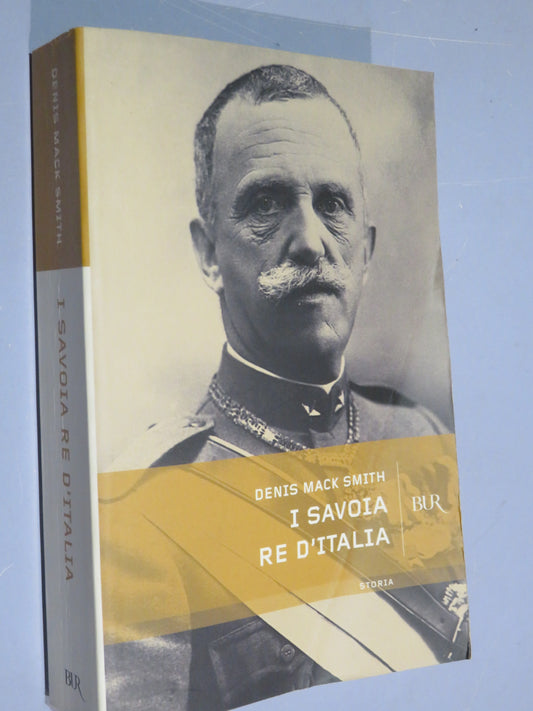 DENIS MACK SMITH
I SAVOIA RE D'ITALIA
BUR
DENIS MACK SMITH
I SAVOIA
RE D'ITALIA
BUR
STORIA